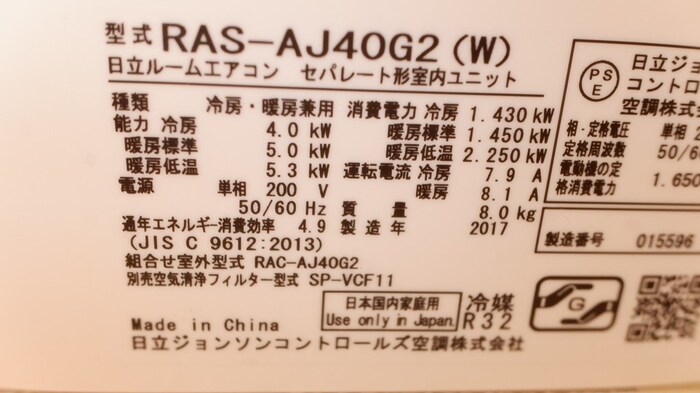 型式 RAS-AJ40G2 (W)
日立ルームエアコン セパレート形室内ユニット
種類 冷房・暖房兼用
能力 冷房 4.0 kW
暖房標準 5.0 kW
暖房低温 5.3 kW
電源 単相 200 V
50/60 Hz
通年エネルギー消費効率 4.9
(JIS C 9612:2013)
消費電力 冷房 1.430 kW
暖房標準 1.450 kW
暖房低温 2.250 kW
運転電流 冷房 7.9 A
暖房 8.1 A
質量 8.0 kg
製造年 2017
組合せ室外型式 RAC-AJ40G2
別売空気清浄フィルター型式 SP-VCF11
日本国内家庭用
Use only in Japan.
冷媒
R32
Made in China
日立ジョンソンコントロールズ空調株式会社
PS
E
日立ジョン
コントロール
空調株式
相・定格電圧 単相
定格周波数 50/60
電動機の定
格消費電力 1.650
製造番号 015596
G